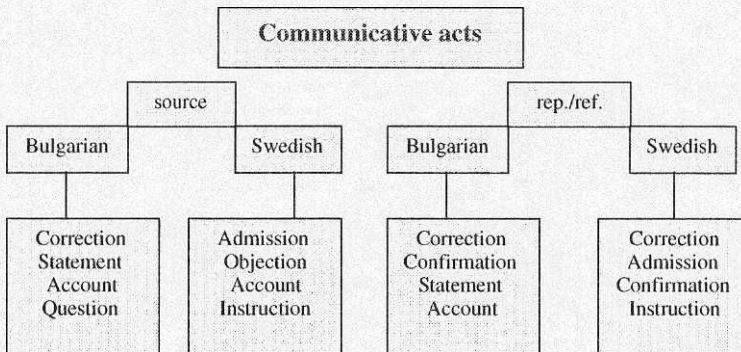 Communicative acts
source
rep./ref.
Bulgarian
Swedish
Bulgarian
Swedish
Correction
Statement
Account
Question
Admission
Objection
Account
Instruction
Correction
Confirmation
Statement
Account
Correction
Admission
Confirmation
Instruction